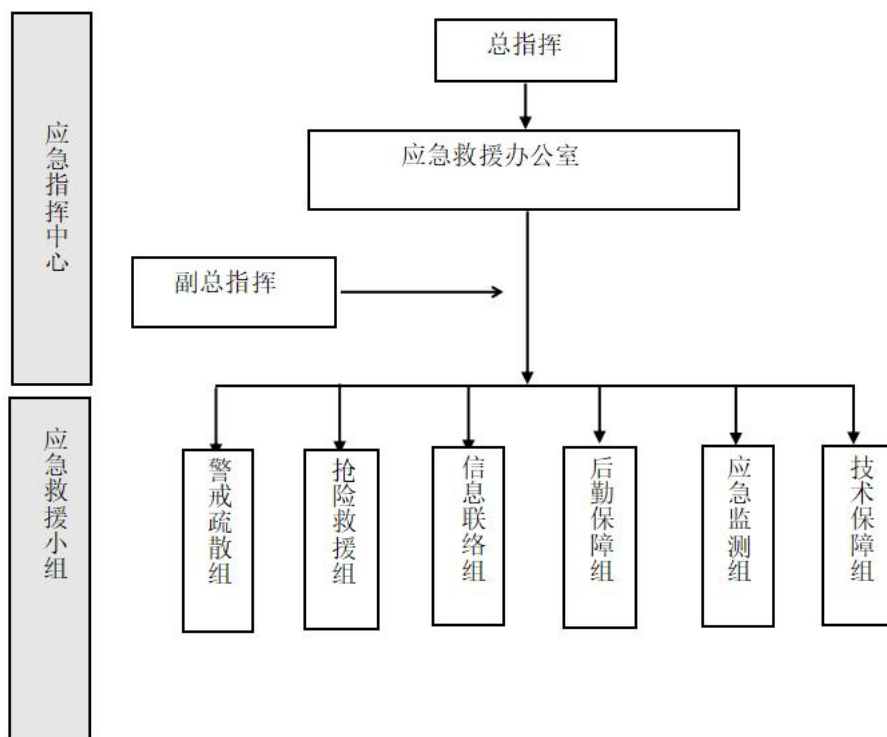 总指挥
应急救援办公室
应急指挥中心
副总指挥
应急救援小组
警戒疏散组
抢险救援组
信息联络组
后勤保障组
应急监测组
技术保障组